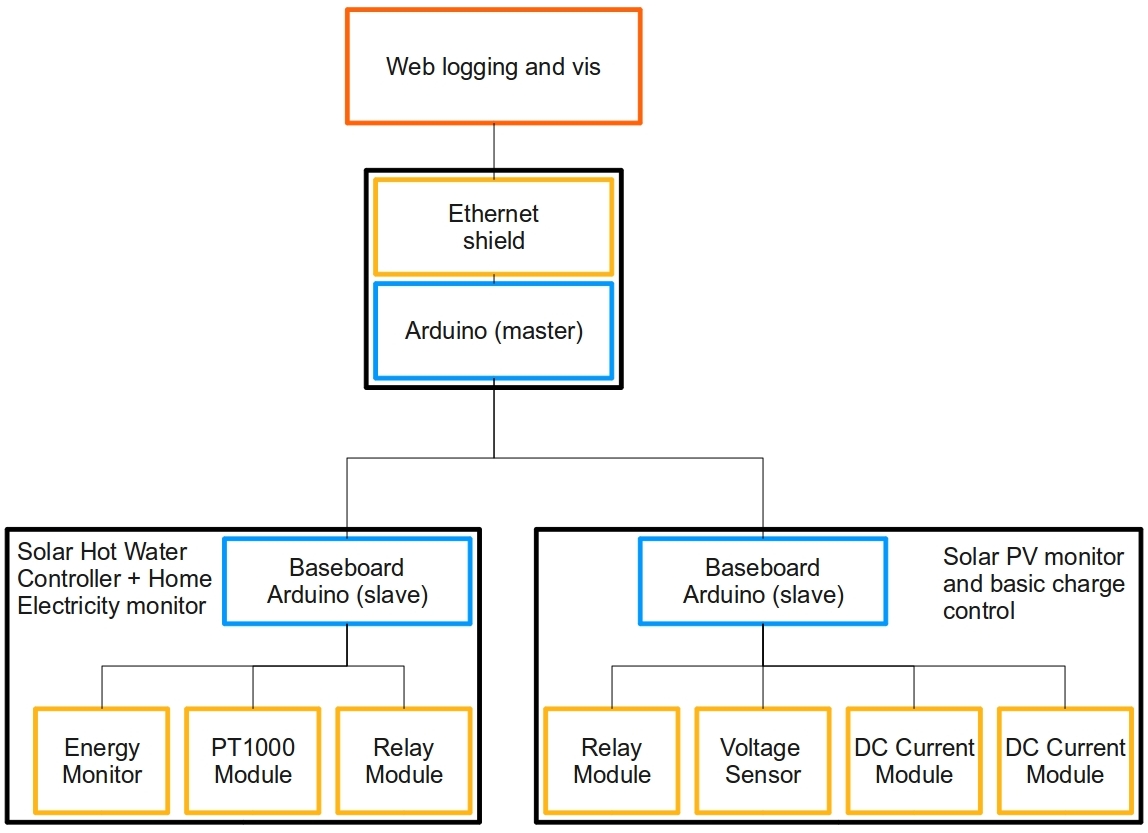 Web logging and vis
Ethernet
shield
Arduino (master)
Solar Hot Water
Controller + Home
Electricity monitor
Baseboard
Arduino (slave)
Energy
Monitor
PT1000
Module
Relay
Module
Baseboard
Arduino (slave)
Solar PV monitor
and basic charge
control
Relay
Module
Voltage
Sensor
DC Current
Module
DC Current
Module